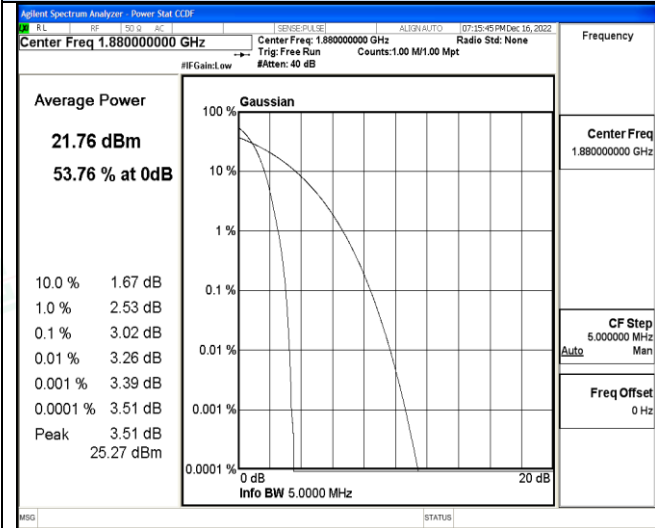 Agilent Spectrum Analyzer - Power Stat CCDF
RL RF 50 Ω AC SENSE:PULSE ALIGN AUTO 07:15:45 PM Dec 16, 2022
Center Freq 1.880000000 GHz
Center Freq: 1.880000000 GHz Radio Std: None
Trig: Free Run Counts:1.00 M/1.00 Mpt
#IFGain:Low #Atten: 40 dB
Frequency
Average Power
21.76 dBm
53.76 % at 0dB
10.0 % 1.67 dB
1.0 % 2.53 dB
0.1 % 3.02 dB
0.01 % 3.26 dB
0.001 % 3.39 dB
0.0001 % 3.51 dB
Peak 3.51 dB
25.27 dBm
Gaussian
100 %
10 %
1 %
0.1 %
0.01 %
0.001 %
0.0001 %
0 dB 20 dB
Info BW 5.0000 MHz
Center Freq
1.880000000 GHz
CF Step
5.000000 MHz
Auto Man
Freq Offset
0 Hz
MSG STATUS